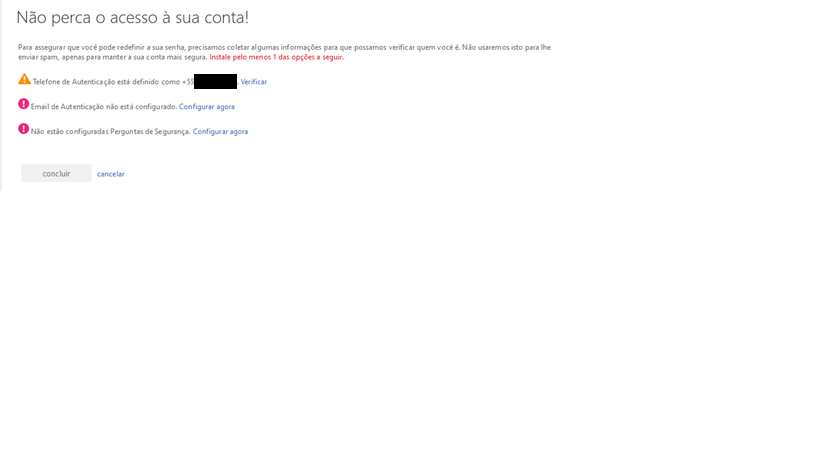 Não perca o acesso à sua conta!
Para assegurar que você pode redefinir a sua senha, precisamos coletar algumas informações para que possamos verificar quem você é. Não usaremos isto para lhe
enviar spam, apenas para manter a sua conta mais segura. Instale pelo menos 1 das opções a seguir.
Telefone de Autenticação está definido como +55 . Verificar
Email de Autenticação não está configurado. Configurar agora
Não estão configuradas Perguntas de Segurança. Configurar agora
concluir cancelar